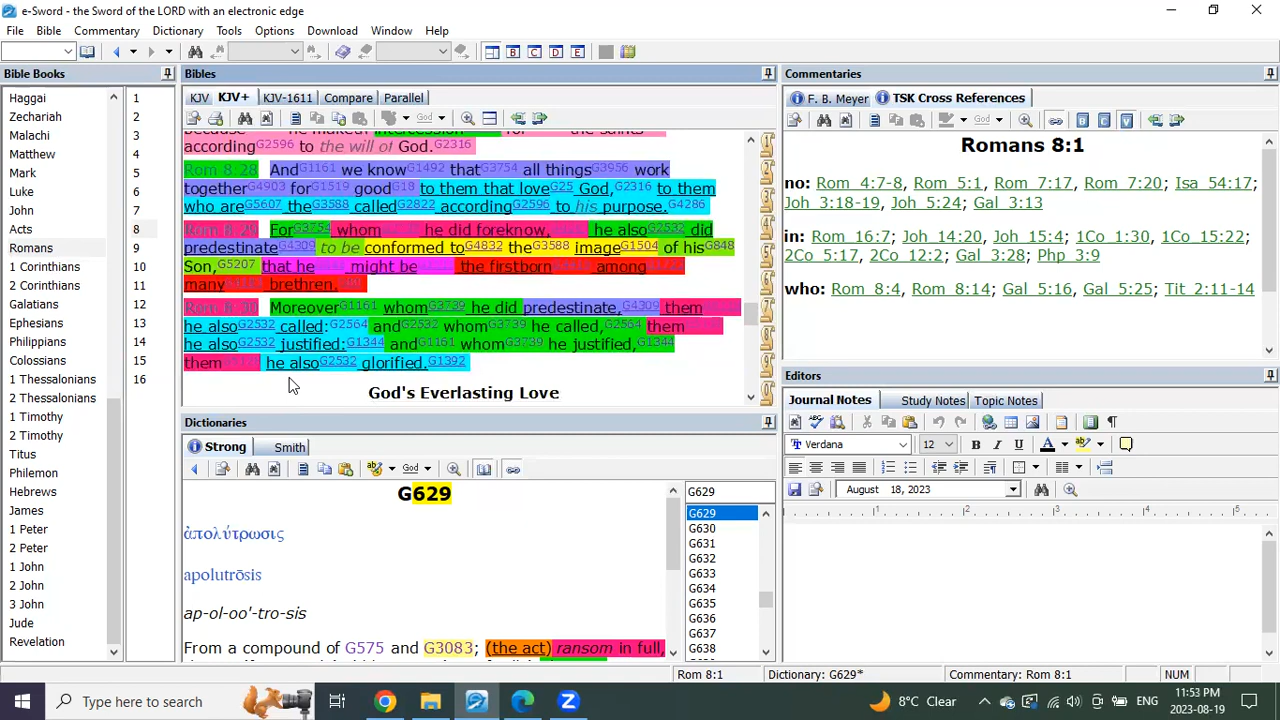 e-Sword - the Sword of the LORD with an electronic edge
File Bible Commentary Dictionary Tools Options Download Window Help
B C D E
Bible Books
Haggai
Zechariah
Malachi
Matthew
Mark
Luke
John
Acts
Romans
1 Corinthians
2 Corinthians
Galatians
Ephesians
Philippians
Colossians
1 Thessalonians
2 Thessalonians
1 Timothy
2 Timothy
Titus
Philemon
Hebrews
James
1 Peter
2 Peter
1 John
2 John
3 John
Jude
Revelation
1
2
3
4
5
6
7
8
9
10
11
12
13
14
15
16
Bibles
KJV KJV+ KJV-1611 Compare Parallel
God
according G2596 to the will of God. G2316
Rom 8:28 And G1161 we know G1492 that G3754 all things G3956 work
together G4903 for G1519 good G18 to them that love G25 God, G2316 to them
who are G5607 the G3588 called G2822 according G2596 to his purpose. G4286
Rom 8:29 For G3754 whom he did foreknow, he also G2532 did
predestinate G4309 to be conformed to G4832 the G3588 image G1504 of his G848
Son, G5207 that he might be the firstborn among
many brethren.
Rom 8:30 Moreover G1161 whom G3739 he did predestinate, G4309 them
he also G2532 called: G2564 and G2532 whom G3739 he called, G2564 them
he also G2532 justified: G1344 and G1161 whom G3739 he justified, G1344
them he also G2532 glorified. G1392
God's Everlasting Love
Dictionaries
Strong Smith
God
G629
ἀπολύτρωσις
apolutrōsis
ap-ol-oo'-tro-sis
From a compound of G575 and G3083; (the act) ransom in full,
G629
G629
G630
G631
G632
G633
G634
G635
G636
G637
G638
Commentaries
F. B. Meyer TSK Cross References
God B C V
Romans 8:1
no: Rom 4:7-8, Rom 5:1, Rom 7:17, Rom 7:20; Isa 54:17;
Joh 3:18-19, Joh 5:24; Gal 3:13
in: Rom 16:7; Joh 14:20, Joh 15:4; 1Co 1:30, 1Co 15:22;
2Co 5:17, 2Co 12:2; Gal 3:28; Php 3:9
who: Rom 8:4, Rom 8:14; Gal 5:16, Gal 5:25; Tit 2:11-14
Editors
Journal Notes Study Notes Topic Notes
Verdana 12 B I U A
August 18, 2023
1 2 3 4 5
Rom 8:1 Dictionary: G629* Commentary: Rom 8:1 NUM
Type here to search
8°C Clear ENG 11:53 PM
2023-08-19